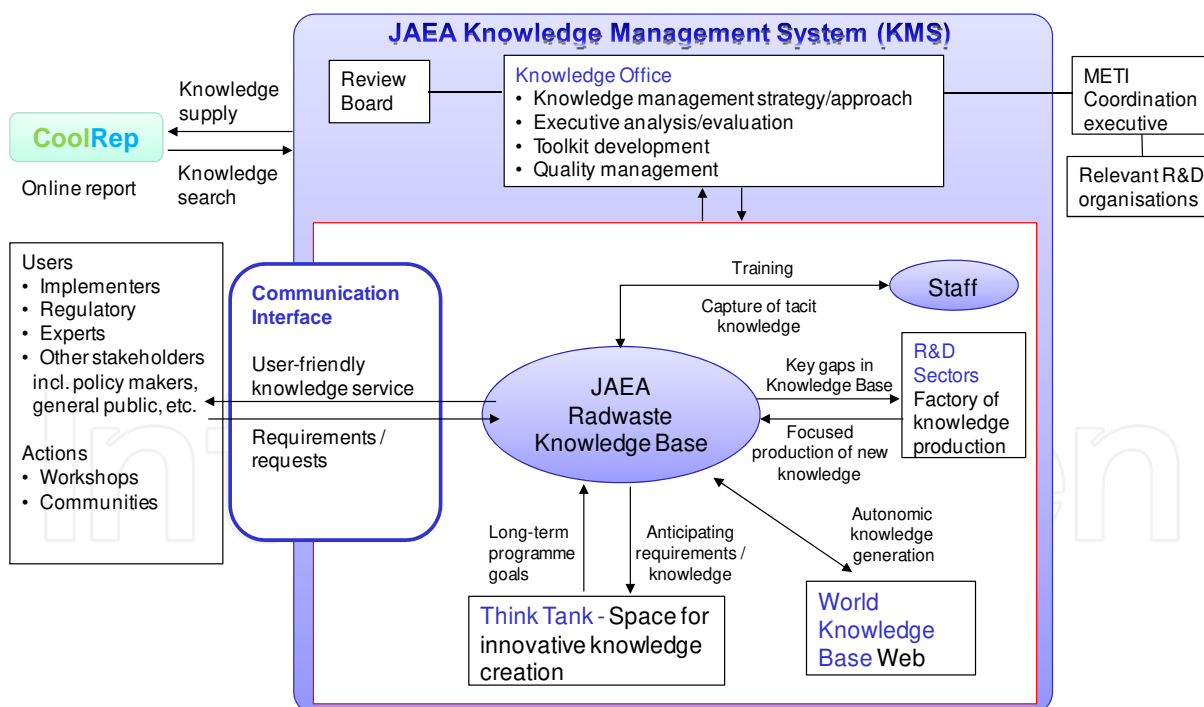 JAEA Knowledge Management System (KMS)
Review
Board
Knowledge Office
• Knowledge management strategy/approach
• Executive analysis/evaluation
• Toolkit development
• Quality management
METI
Coordination
executive
Relevant R&D
organisations
Knowledge
supply
CoolRep
Online report
Knowledge
search
Users
• Implementers
• Regulatory
• Experts
• Other stakeholders
incl. policy makers,
general public, etc.
Actions
• Workshops
• Communities
Communication
Interface
User-friendly
knowledge service
Requirements /
requests
Training
Capture of tacit
knowledge
Staff
JAEA
Radwaste
Knowledge Base
Key gaps in
Knowledge Base
Focused
production of new
knowledge
R&D
Sectors
Factory of
knowledge
production
Long-term
programme
goals
Anticipating
requirements /
knowledge
Autonomic
knowledge
generation
Think Tank - Space for
innovative knowledge
creation
World
Knowledge
Base Web